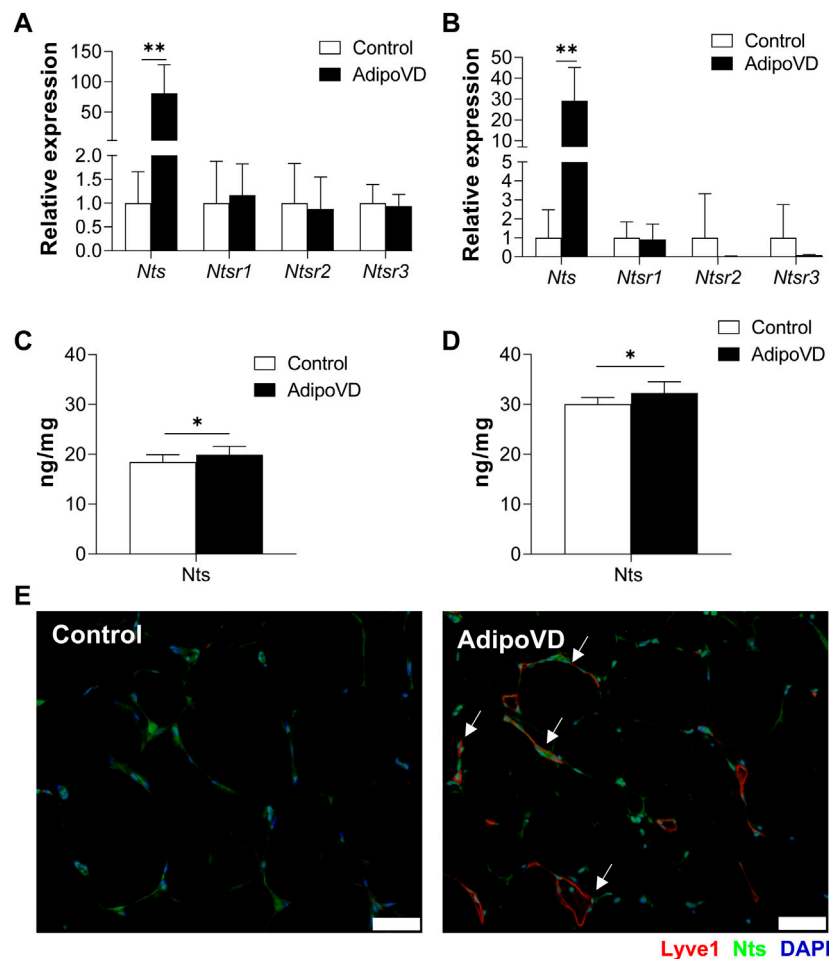 A
Relative expression
150
100
50
2.0
1.5
1.0
0.5
0.0
**
Control
AdipoVD
Nts Ntsr1 Ntsr2 Ntsr3
B
Relative expression
50
40
30
20
10
6
5
4
3
2
1
0
**
Control
AdipoVD
Nts Ntsr1 Ntsr2 Ntsr3
C
ng/mg
40
30
20
10
0
*
Control
AdipoVD
Nts
D
ng/mg
40
30
20
10
0
*
Control
AdipoVD
Nts
E
Control
AdipoVD
Lyve1 Nts DAPI